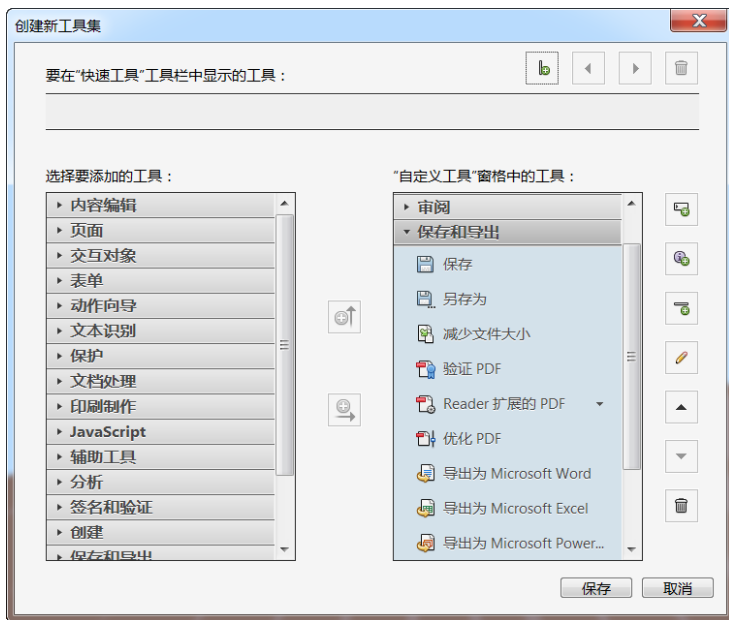 创建新工具集
要在“快速工具”工具栏中显示的工具：
选择要添加的工具：
内容编辑
页面
交互对象
表单
动作向导
文本识别
保护
文档处理
印刷制作
JavaScript
辅助工具
分析
签名和验证
创建
保存和导出
“自定义工具”窗格中的工具：
审阅
保存和导出
保存
另存为
减少文件大小
验证 PDF
Reader 扩展的 PDF
优化 PDF
导出为 Microsoft Word
导出为 Microsoft Excel
导出为 Microsoft Power...
保存
取消